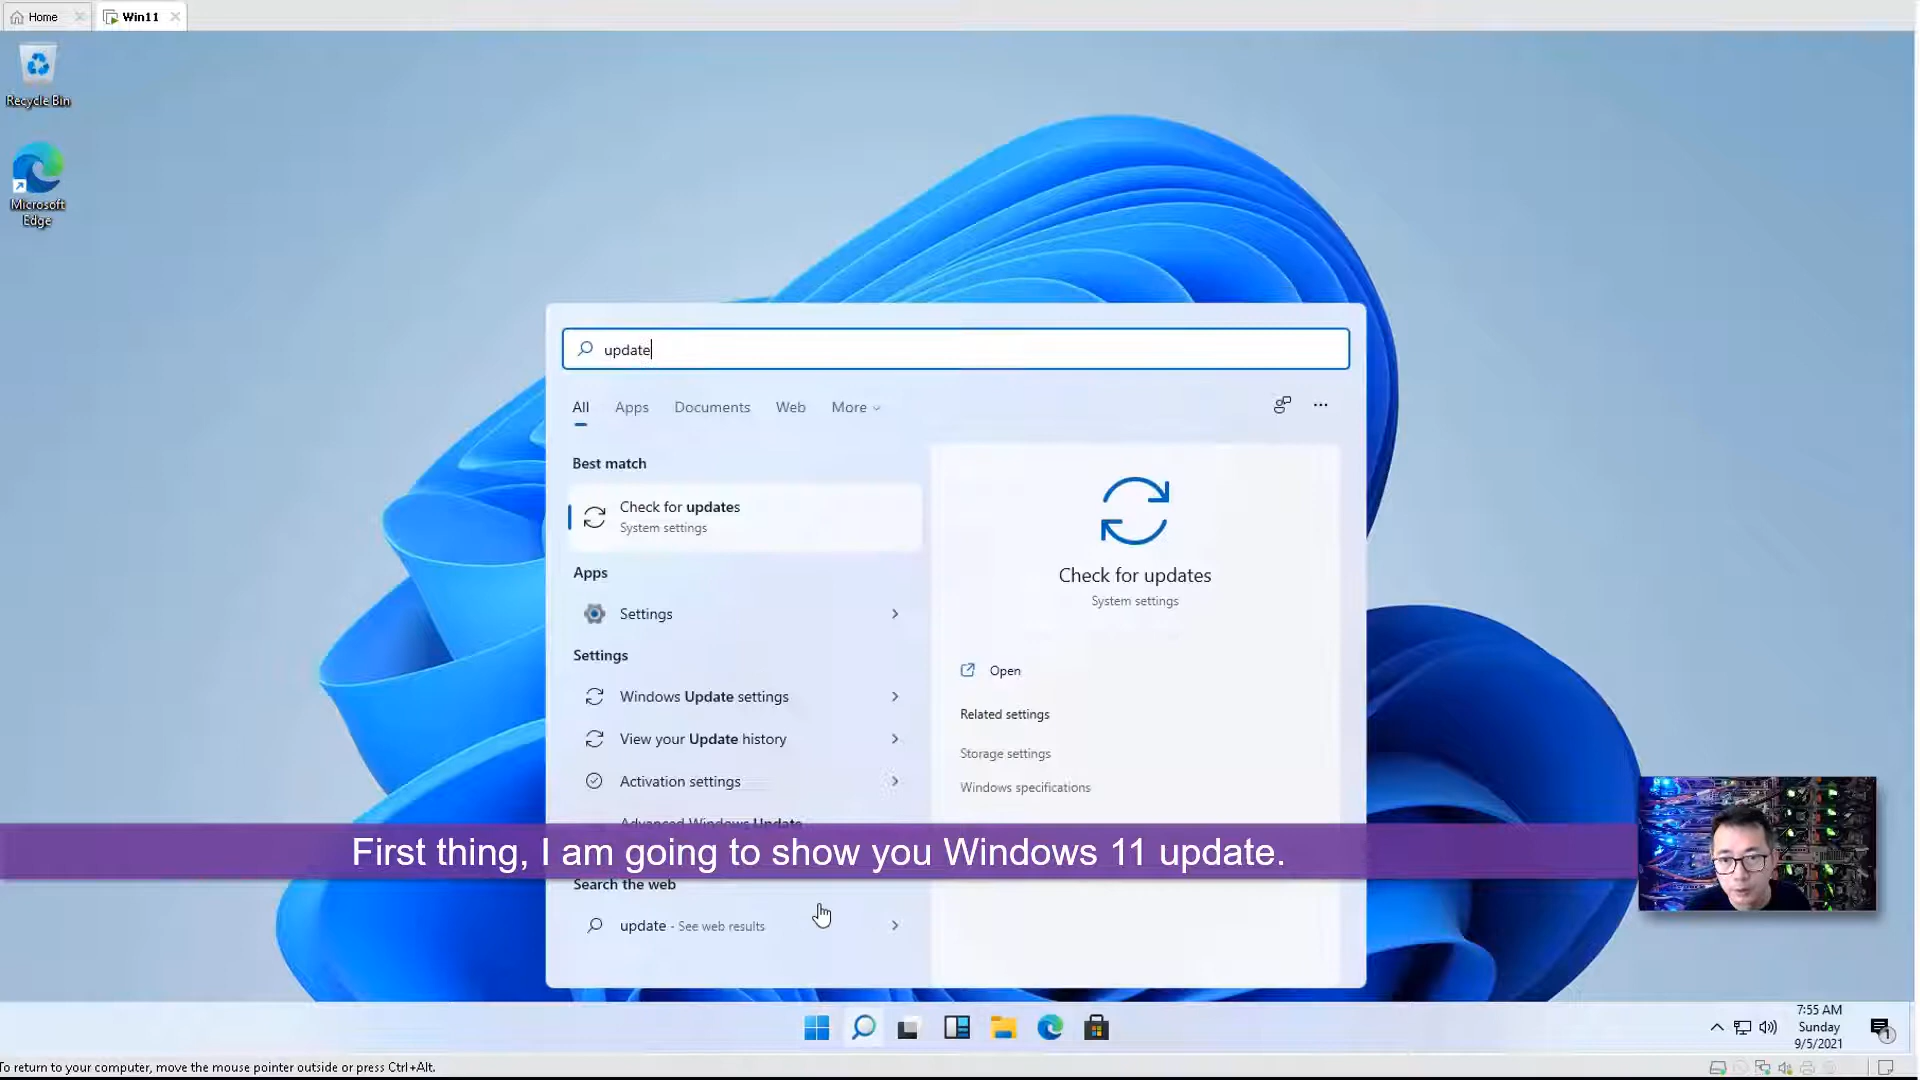 Home
Win11
Recycle Bin
Microsoft
Edge
update
All
Apps
Documents
Web
More
Best match
Check for updates
System settings
Apps
Settings
Settings
Windows Update settings
View your Update history
Activation settings
Advanced Windows Update
Search the web
update - See web results
Check for updates
System settings
Open
Related settings
Storage settings
Windows specifications
First thing, I am going to show you Windows 11 update.
7:55 AM
Sunday
9/5/2021
1
To return to your computer, move the mouse pointer outside or press Ctrl+Alt.